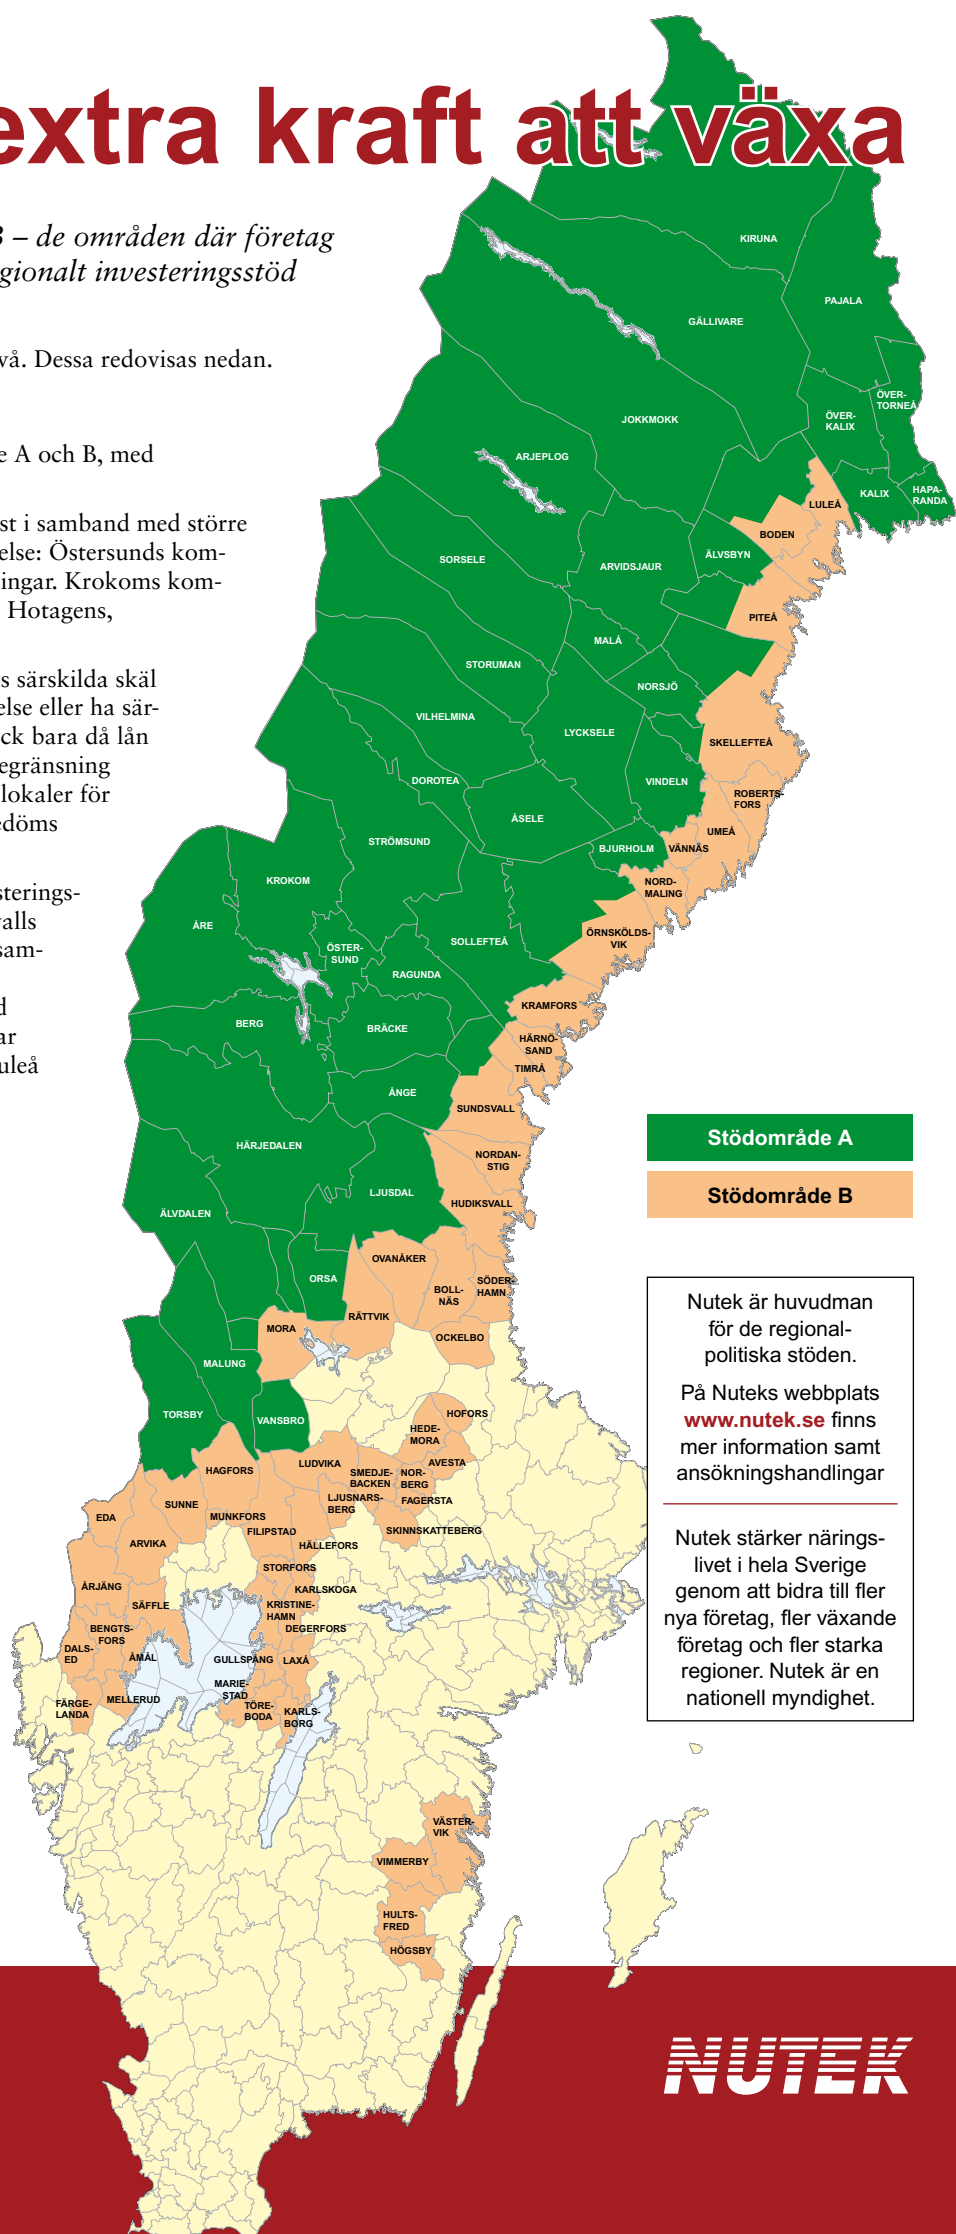 extra kraft att växa
– de områden där företag
gionalt investeringsstöd
vå. Dessa redovisas nedan.
e A och B, med
st i samband med större
else: Östersunds kom-
ingar. Krokoms kom-
Hotagens,
s särskilda skäl
else eller ha sär-
ck bara då lån
egränsning
lokaler för
edöms
sterings-
valls
sam-
d
ar
uleå
KIRUNA
PAJALA
GÄLLIVARE
ÖVER-
TORNEÅ
ÖVER-
KALIX
JOKKMOKK
ARJEPLOG
KALIX
HAPA-
RANDA
LULEÅ
BODEN
ÄLVSBYN
SORSELE
ARVIDSJAUR
PITEÅ
MALÅ
STORUMAN
NORSJÖ
VILHELMINA
LYCKSELE
SKELLEFTEÅ
DOROTEA
VINDELN
ROBERTS-
FORS
ÅSELE
UMEÅ
STRÖMSUND
BJURHOLM
VÄNNÄS
KROKOM
NORD-
MALING
ÅRE
ÖSTER-
SUND
SOLLEFTEÅ
ÖRNSKÖLDS-
VIK
RAGUNDA
KRAMFORS
BERG
BRÄCKE
HÄRNÖ-
SAND
TIMRÅ
ÅNGE
SUNDSVALL
HÄRJEDALEN
NORDAN-
STIG
LJUSDAL
HUDIKSVALL
ÄLVDALEN
OVANÅKER
ORSA
BOLL-
NÄS
SÖDER-
HAMN
RÄTTVIK
MORA
OCKELBO
MALUNG
TORSBY
VANSBRO
HOFORS
HEDE-
MORA
LUDVIKA
AVESTA
HAGFORS
SMEDJE-
BACKEN
NOR-
BERG
LJUSNARS-
BERG
FAGERSTA
SUNNE
EDA
MUNKFORS
FILIPSTAD
SKINNSKATTEBERG
ARVIKA
HÄLLEFORS
STORFORS
ÅRJÄNG
KARLSKOGA
SÄFFLE
KRISTINE-
HAMN
BENGTS-
FORS
DEGERFORS
DALS-
ED
ÅMÅL
GULLSPÅNG
LAXÅ
MARIE-
STAD
MELLERUD
FÄRGE-
LANDA
TÖRE-
BODA
KARLS-
BORG
VÄSTER-
VIK
VIMMERBY
HULTS-
FRED
HÖGSBY
Stödområde A
Stödområde B
Nutek är huvudman
för de regional-
politiska stöden.
På Nuteks webbplats
www.nutek.se finns
mer information samt
ansökningshandlingar
Nutek stärker närings-
livet i hela Sverige
genom att bidra till fler
nya företag, fler växande
företag och fler starka
regioner. Nutek är en
nationell myndighet.
NUTEK